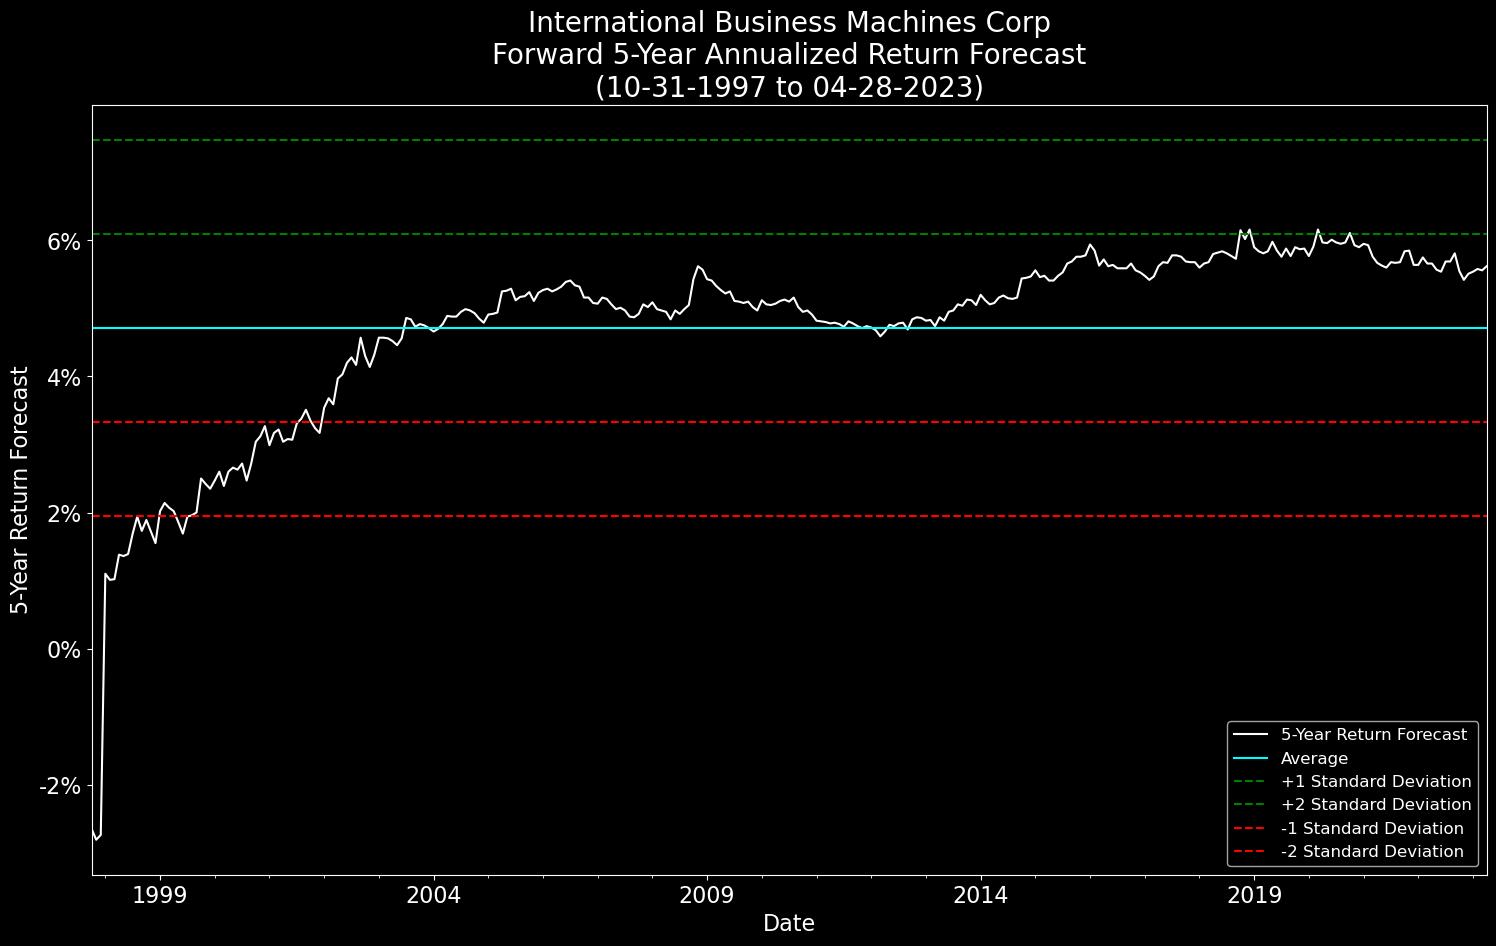 International Business Machines Corp
Forward 5-Year Annualized Return Forecast
(10-31-1997 to 04-28-2023)
5-Year Return Forecast
6%
4%
2%
0%
-2%
1999
2004
2009
2014
2019
Date
5-Year Return Forecast
Average
+1 Standard Deviation
+2 Standard Deviation
-1 Standard Deviation
-2 Standard Deviation